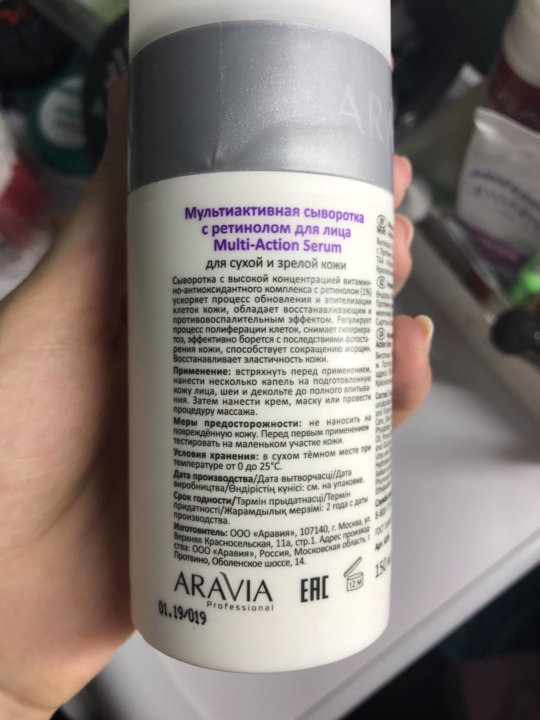 Мультиактивная сыворотка
с ретинолом для лица
Multi-Action Serum
для сухой и зрелой кожи
Сыворотка с высокой концентрацией витамин-
но-антиоксидантного комплекса с ретинолом (1%)
ускоряет процесс обновления и эпителизации
клеток кожи, обладает восстанавливающим и
противовоспалительным эффектом. Регулирует
процесс полиферации клеток, снимает гиперкера-
тоз, эффективно борется с последствиями фотоста-
рения кожи, способствует сокращению морщин.
Восстанавливает эластичность кожи.
Применение: встряхнуть перед применением,
нанести несколько капель на подготовленную
кожу лица, шеи и декольте до полного впитыва-
ния. Затем нанести крем, маску или провести
процедуру массажа.
Меры предосторожности: не наносить на
повреждённую кожу. Перед первым применением
тестировать на маленьком участке кожи.
Условия хранения: в сухом тёмном месте при
температуре от 0 до 25°С.
Дата производства/Дата вытворчасці/Дата
виробництва/Өндірістің күнісі: см. на упаковке.
Срок годности/Тэрмін прыдатнасці/Термін
придатності/Жарамдылық мерзімі: 2 года с даты
производства.
Изготовитель: ООО «Аравия», 107140, г. Москва, ул.
Верхняя Красносельская, 11а, стр.1. Адрес производ-
ства: ООО «Аравия», Россия, Московская область, г.
Протвино, Оболенское шоссе, 14.
ARAVIA
Professional
EAC
12 M
01.19/019
150